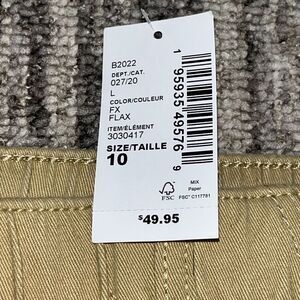 B2022
DEPT./CAT.
027/20
L
COLOR/COULEUR
FX
FLAX
ITEM/ÉLÉMENT
3030417
SIZE/TAILLE
10
1 95935 49576 9
FSC
MIX
Paper
FSC® C117781
$49.95